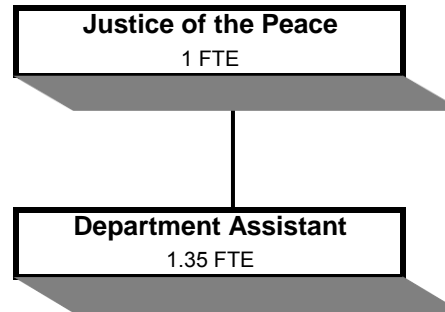 Justice of the Peace
1 FTE
Department Assistant
1.35 FTE